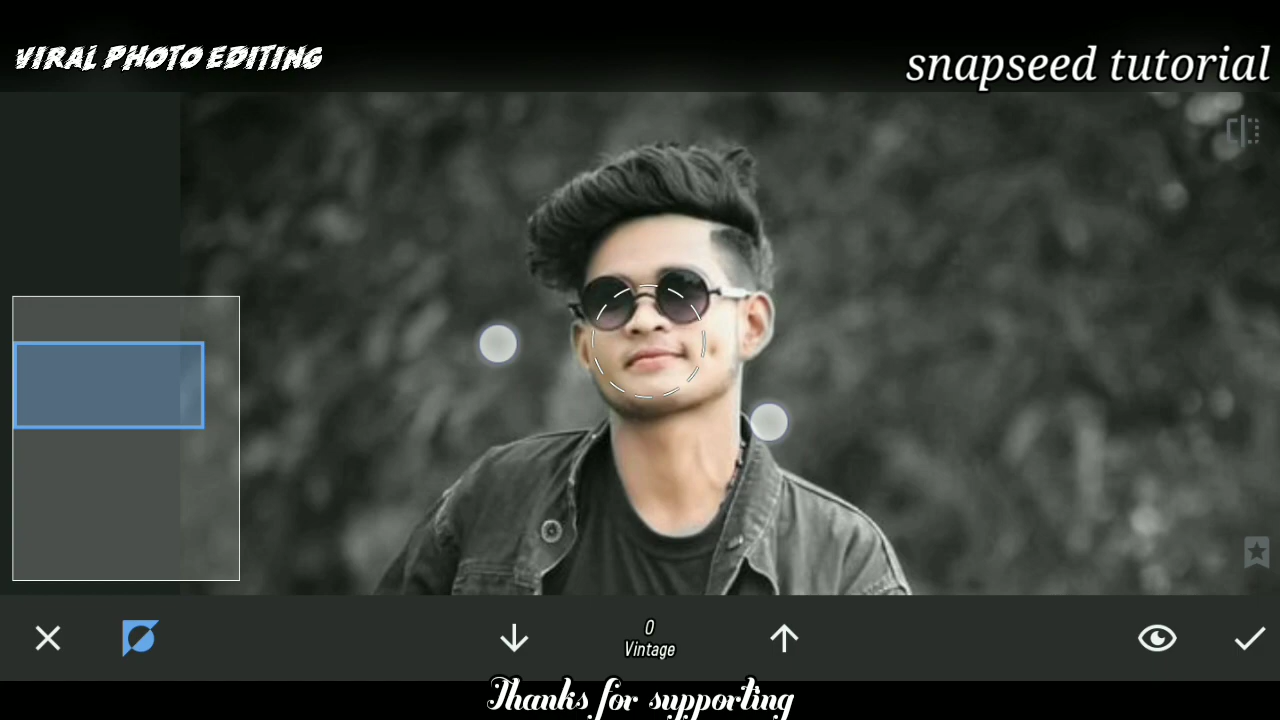 VIRAL PHOTO EDITING
snapseed tutorial
0
Vintage
Thanks for supporting